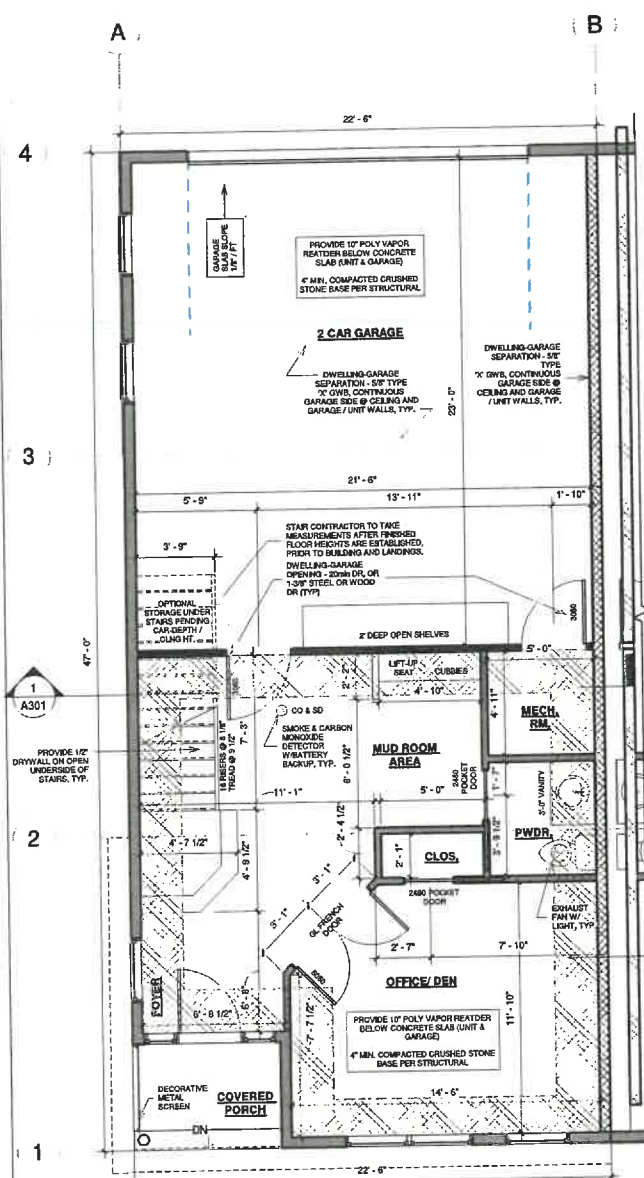 A
B
22' - 6"
4
GARAGE
SLAB SLOPE
1/8" / FT
PROVIDE 10" POLY VAPOR
REATDER BELOW CONCRETE
SLAB (UNIT & GARAGE)
4" MIN. COMPACTED CRUSHED
STONE BASE PER STRUCTURAL
2 CAR GARAGE
DWELLING-GARAGE
SEPARATION - 5/8" TYPE
'X' GWB, CONTINUOUS
GARAGE SIDE @ CEILING AND
GARAGE / UNIT WALLS, TYP.
DWELLING-GARAGE
SEPARATION - 5/8"
TYPE
'X' GWB, CONTINUOUS
GARAGE SIDE @
CEILING AND GARAGE
/ UNIT WALLS, TYP.
23' - 0"
3
21' - 6"
5' - 9"
13' - 11"
1' - 10"
STAIR CONTRACTOR TO TAKE
MEASUREMENTS AFTER FINISHED
FLOOR HEIGHTS ARE ESTABLISHED,
PRIOR TO BUILDING AND LANDINGS.
3' - 9"
DWELLING-GARAGE
OPENING - 20min DR, OR
1-3/8" STEEL OR WOOD
DR (TYP)
OPTIONAL
STORAGE UNDER
STAIRS PENDING
CAR DEPTH /
CLNG HT.
3080
2' DEEP OPEN SHELVES
47' - 0"
5' - 0"
LIFT-UP
SEAT
CUBBIES
2' - 2"
4' - 10"
4' - 11"
1
A301
CO & SD
MECH.
RM.
SMOKE & CARBON
MONOXIDE
DETECTOR
W/BATTERY
BACKUP, TYP.
16 RISERS @ 8 1/8"
TREAD @ 9 1/2"
7' - 3"
PROVIDE 1/2"
DRYWALL ON OPEN
UNDERSIDE OF
STAIRS, TYP.
MUD ROOM
AREA
6' - 0 1/2"
2480
POCKET
DOOR
1' - 7"
3'-0" VANITY
11' - 1"
5' - 0"
2
2' - 4 1/2"
PWDR.
4' - 7 1/2"
4' - 9 1/2"
2' - 1"
CLOS.
3' - 1"
3' - 1"
GL FRENCH
DOOR
2480 POCKET
DOOR
EXHAUST
FAN W/
LIGHT, TYP
2' - 7"
7' - 10"
5080
OFFICE/ DEN
FOYER
6' - 8 1/2"
6' - 8"
7' - 7 1/2"
11' - 10"
PROVIDE 10" POLY VAPOR REATDER
BELOW CONCRETE SLAB (UNIT &
GARAGE)
4" MIN. COMPACTED CRUSHED STONE
BASE PER STRUCTURAL
DECORATIVE
METAL
SCREEN
COVERED
PORCH
14' - 6"
DN
1
22' - 6"